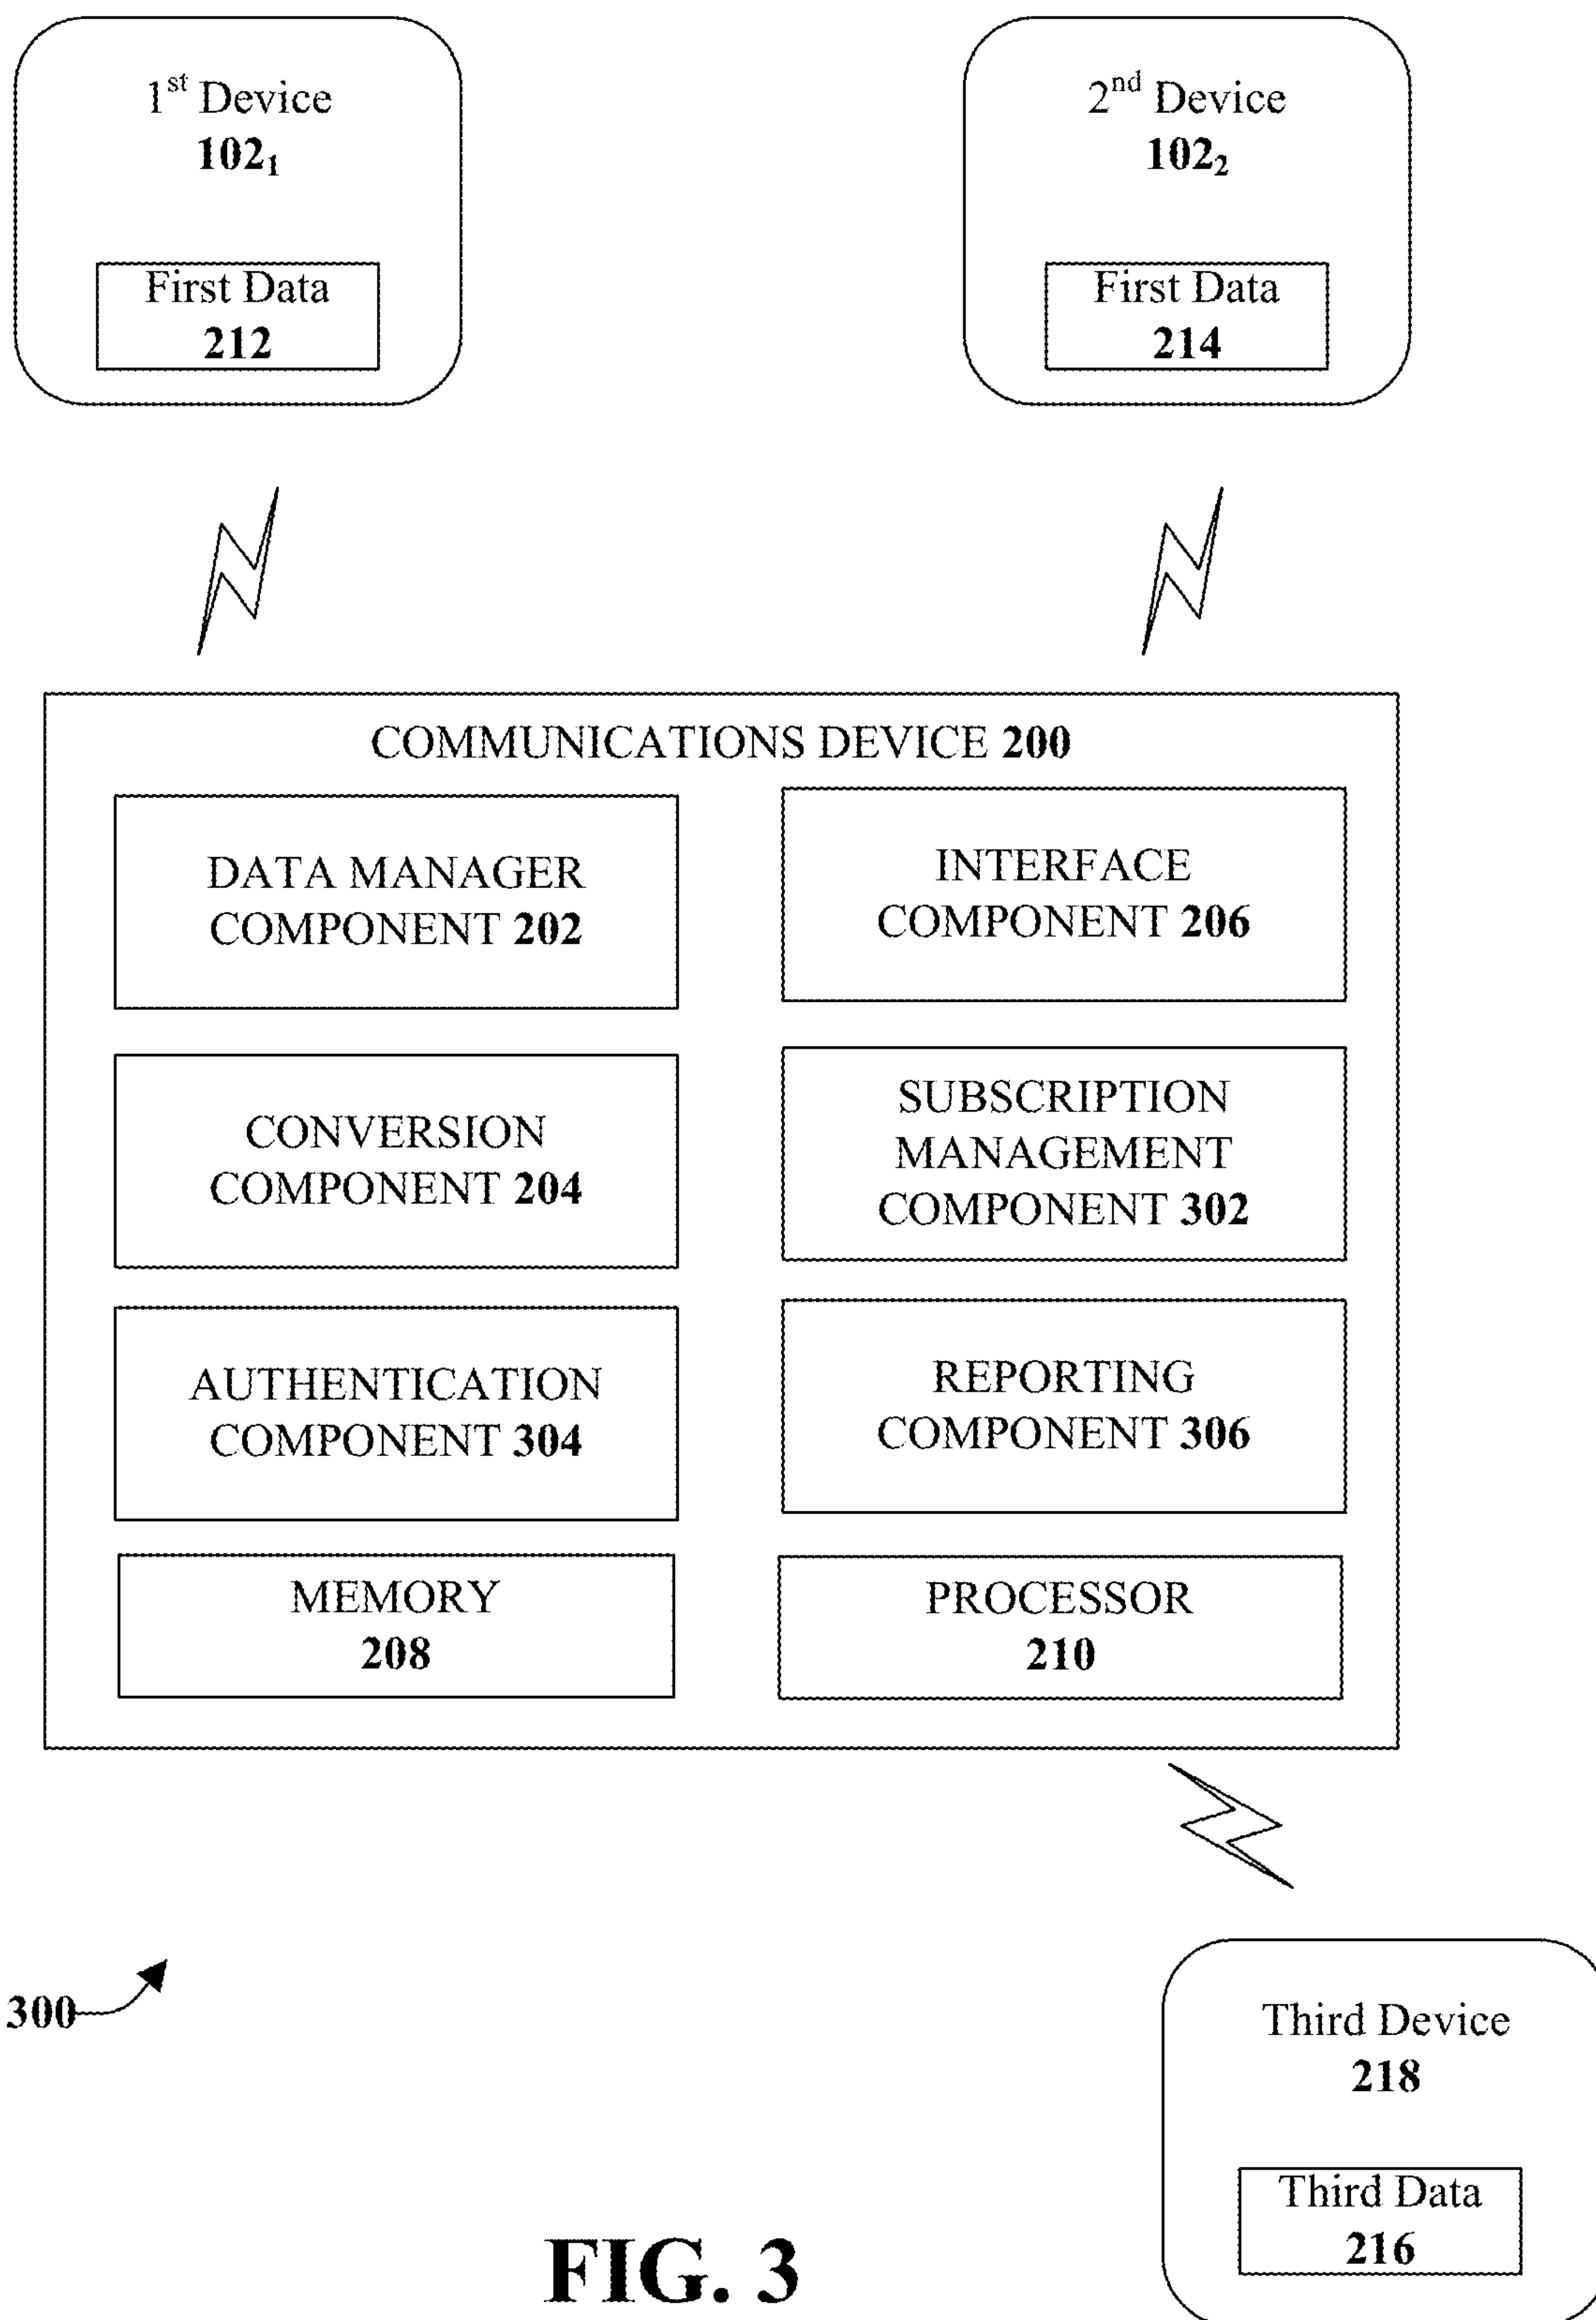 1st Device
102₁
First Data
212
2nd Device
102₂
First Data
214
COMMUNICATIONS DEVICE 200
DATA MANAGER
COMPONENT 202
INTERFACE
COMPONENT 206
CONVERSION
COMPONENT 204
SUBSCRIPTION
MANAGEMENT
COMPONENT 302
AUTHENTICATION
COMPONENT 304
REPORTING
COMPONENT 306
MEMORY
208
PROCESSOR
210
300
Third Device
218
Third Data
216
FIG. 3